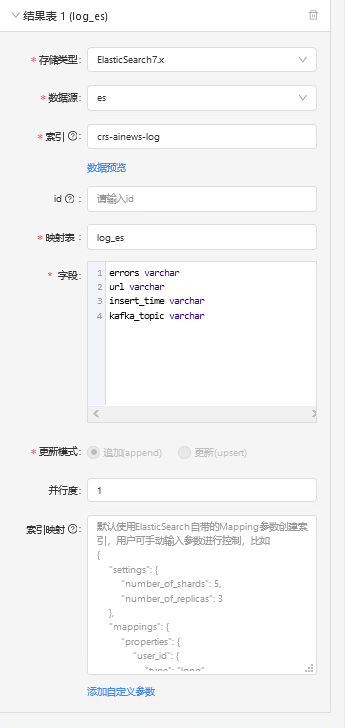 结果表 1 (log_es)
* 存储类型: ElasticSearch7.x
* 数据源: es
* 索引 : crs-ainews-log
数据预览
id : 请输入id
* 映射表: log_es
* 字段:
1 errors varchar
2 url varchar
3 insert_time varchar
4 kafka_topic varchar
* 更新模式: 追加(append) 更新(upsert)
并行度: 1
索引映射 :
默认使用ElasticSearch自带的Mapping参数创建索
引，用户可手动输入参数进行控制，比如
{
"settings": {
"number_of_shards": 5,
"number_of_replicas": 3
},
"mappings": {
"properties": {
"user_id": {
"type": "long"
添加自定义参数